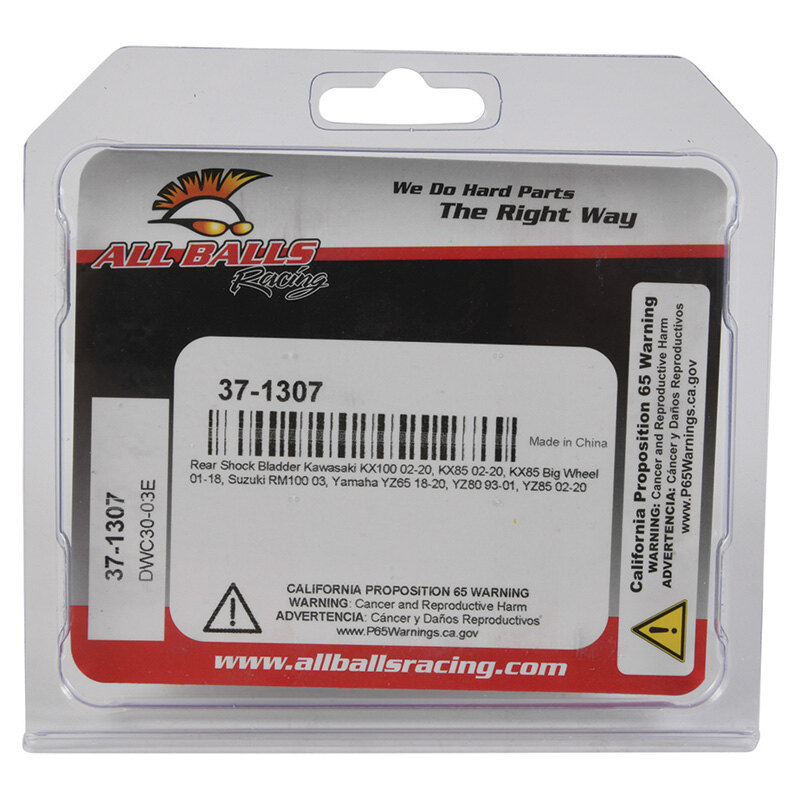 We Do Hard Parts
The Right Way
ALL BALLS
Racing
37-1307
Made in China
Rear Shock Bladder Kawasaki KX100 02-20, KX85 02-20, KX85 Big Wheel
01-18, Suzuki RM100 03, Yamaha YZ65 18-20, YZ80 93-01, YZ85 02-20
CALIFORNIA PROPOSITION 65 WARNING
WARNING: Cancer and Reproductive Harm
ADVERTENCIA: Cáncer y Daños Reproductivos
www.P65Warnings.ca.gov
37-1307
DWC30-03E
California Proposition 65 Warning
WARNING: Cancer and Reproductive Harm
ADVERTENCIA: Cáncer y Daños Reproductivos
www.P65Warnings.ca.gov
www.allballsracing.com